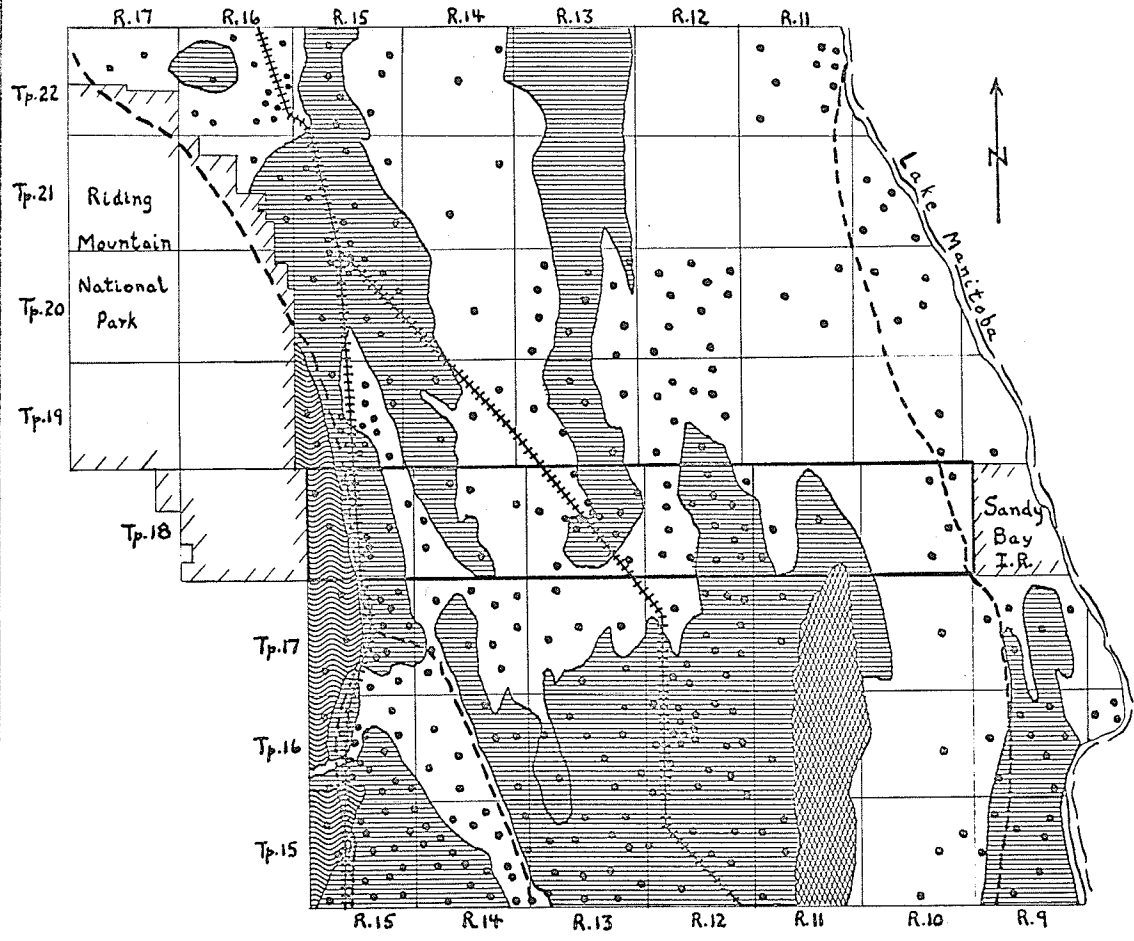 R.17 R.16 R.15 R.14 R.13 R.12 R.11
Tp.22
N
Lake Manitoba
Tp.21
Riding
Mountain
National
Park
Tp.20
Tp.19
Tp.18
Sandy
Bay
I.R.
Tp.17
Tp.16
Tp.15
R.15 R.14 R.13 R.12 R.11 R.10 R.9